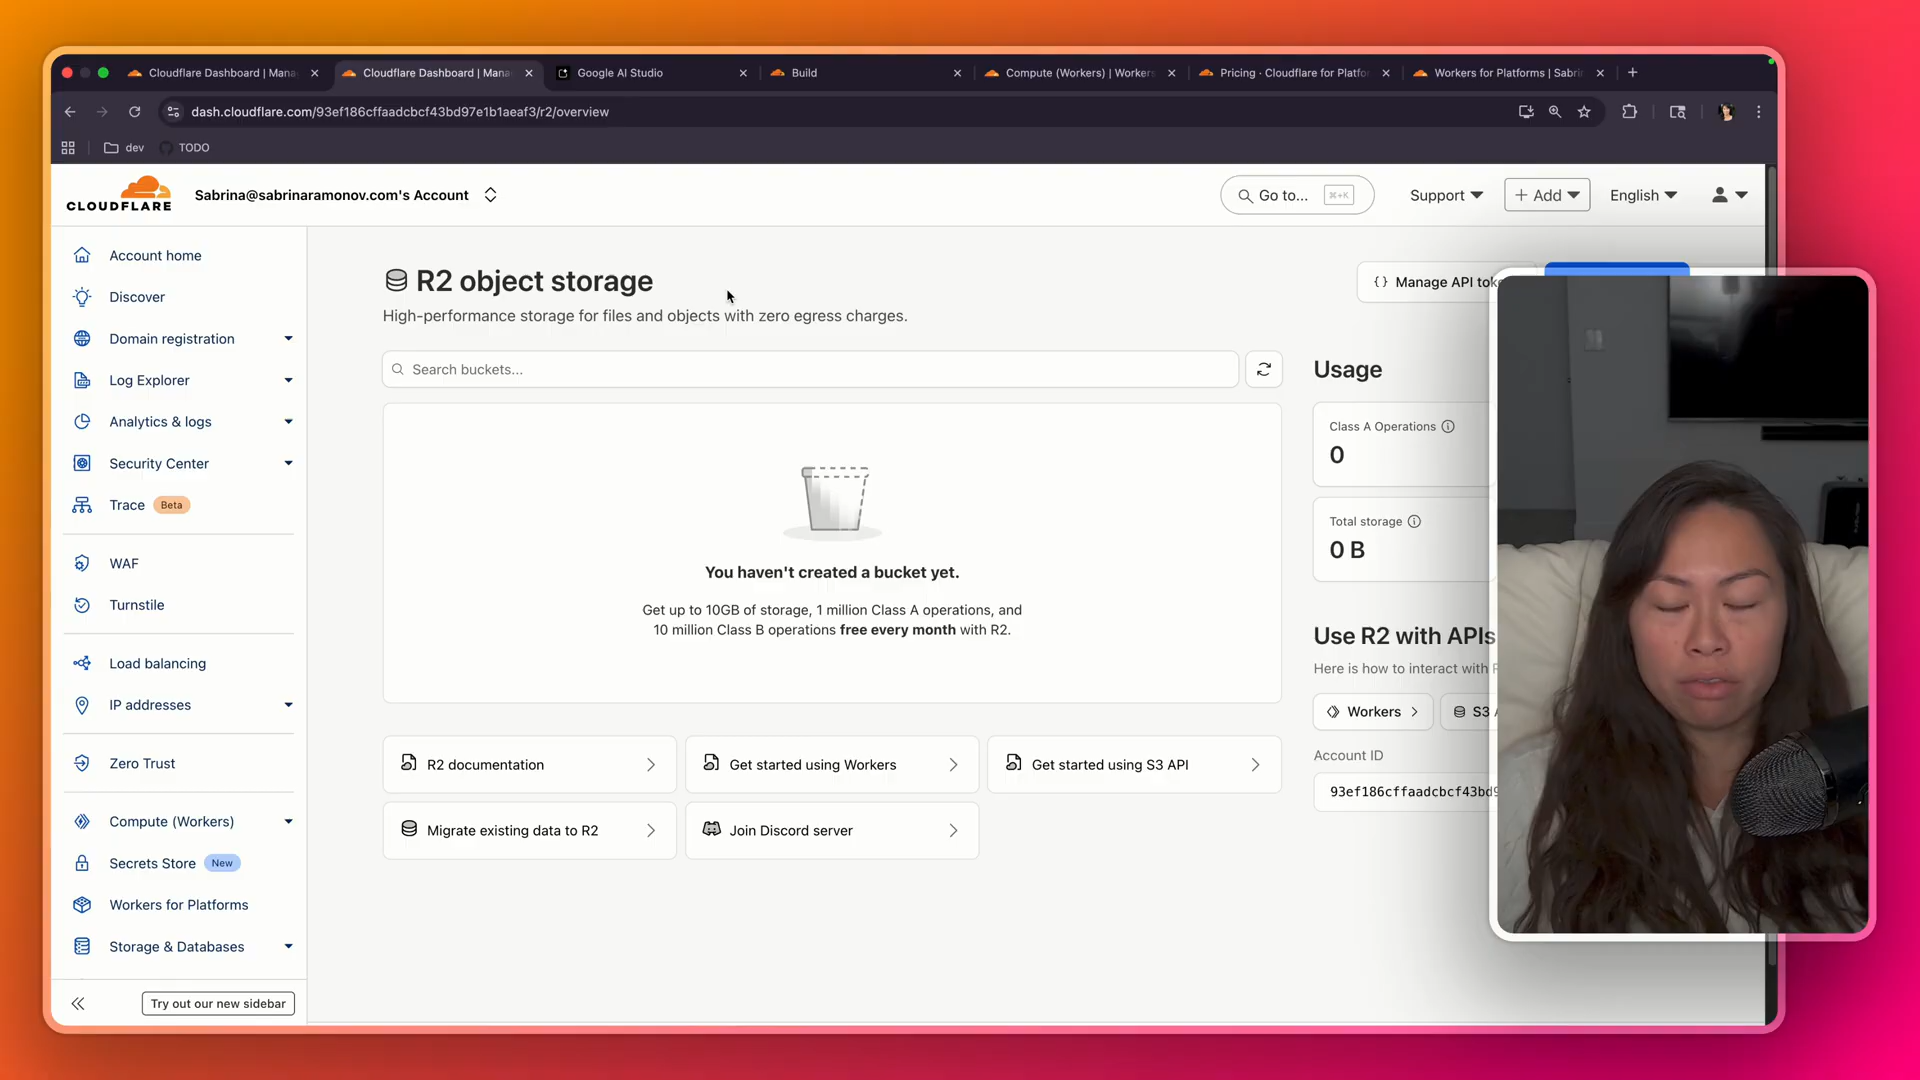 Cloudflare Dashboard | Mana
Cloudflare Dashboard | Mana
Google AI Studio
Build
Compute (Workers) | Workers
Pricing · Cloudflare for Platfor
Workers for Platforms | Sabri
dash.cloudflare.com/93ef186cffaadcbcf43bd97e1b1aeaf3/r2/overview
dev
TODO
CLOUDFLARE
Sabrina@sabrinaramonov.com's Account
Go to...
⌘+K
Support
+ Add
English
Account home
Discover
Domain registration
Log Explorer
Analytics & logs
Security Center
Trace Beta
WAF
Turnstile
Load balancing
IP addresses
Zero Trust
Compute (Workers)
Secrets Store New
Workers for Platforms
Storage & Databases
Try out our new sidebar
R2 object storage
High-performance storage for files and objects with zero egress charges.
{} Manage API tok
Search buckets...
You haven't created a bucket yet.
Get up to 10GB of storage, 1 million Class A operations, and
10 million Class B operations free every month with R2.
R2 documentation
Get started using Workers
Get started using S3 API
Migrate existing data to R2
Join Discord server
Usage
Class A Operations
0
Total storage
0 B
Use R2 with APIs
Here is how to interact with
Workers
S3
Account ID
93ef186cffaadcbcf43bd9